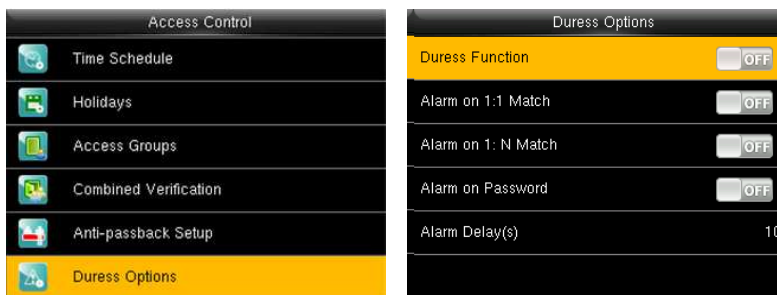 Access Control
Time Schedule
Holidays
Access Groups
Combined Verification
Anti-passback Setup
Duress Options
Duress Options
Duress Function OFF
Alarm on 1:1 Match OFF
Alarm on 1: N Match OFF
Alarm on Password OFF
Alarm Delay(s) 10